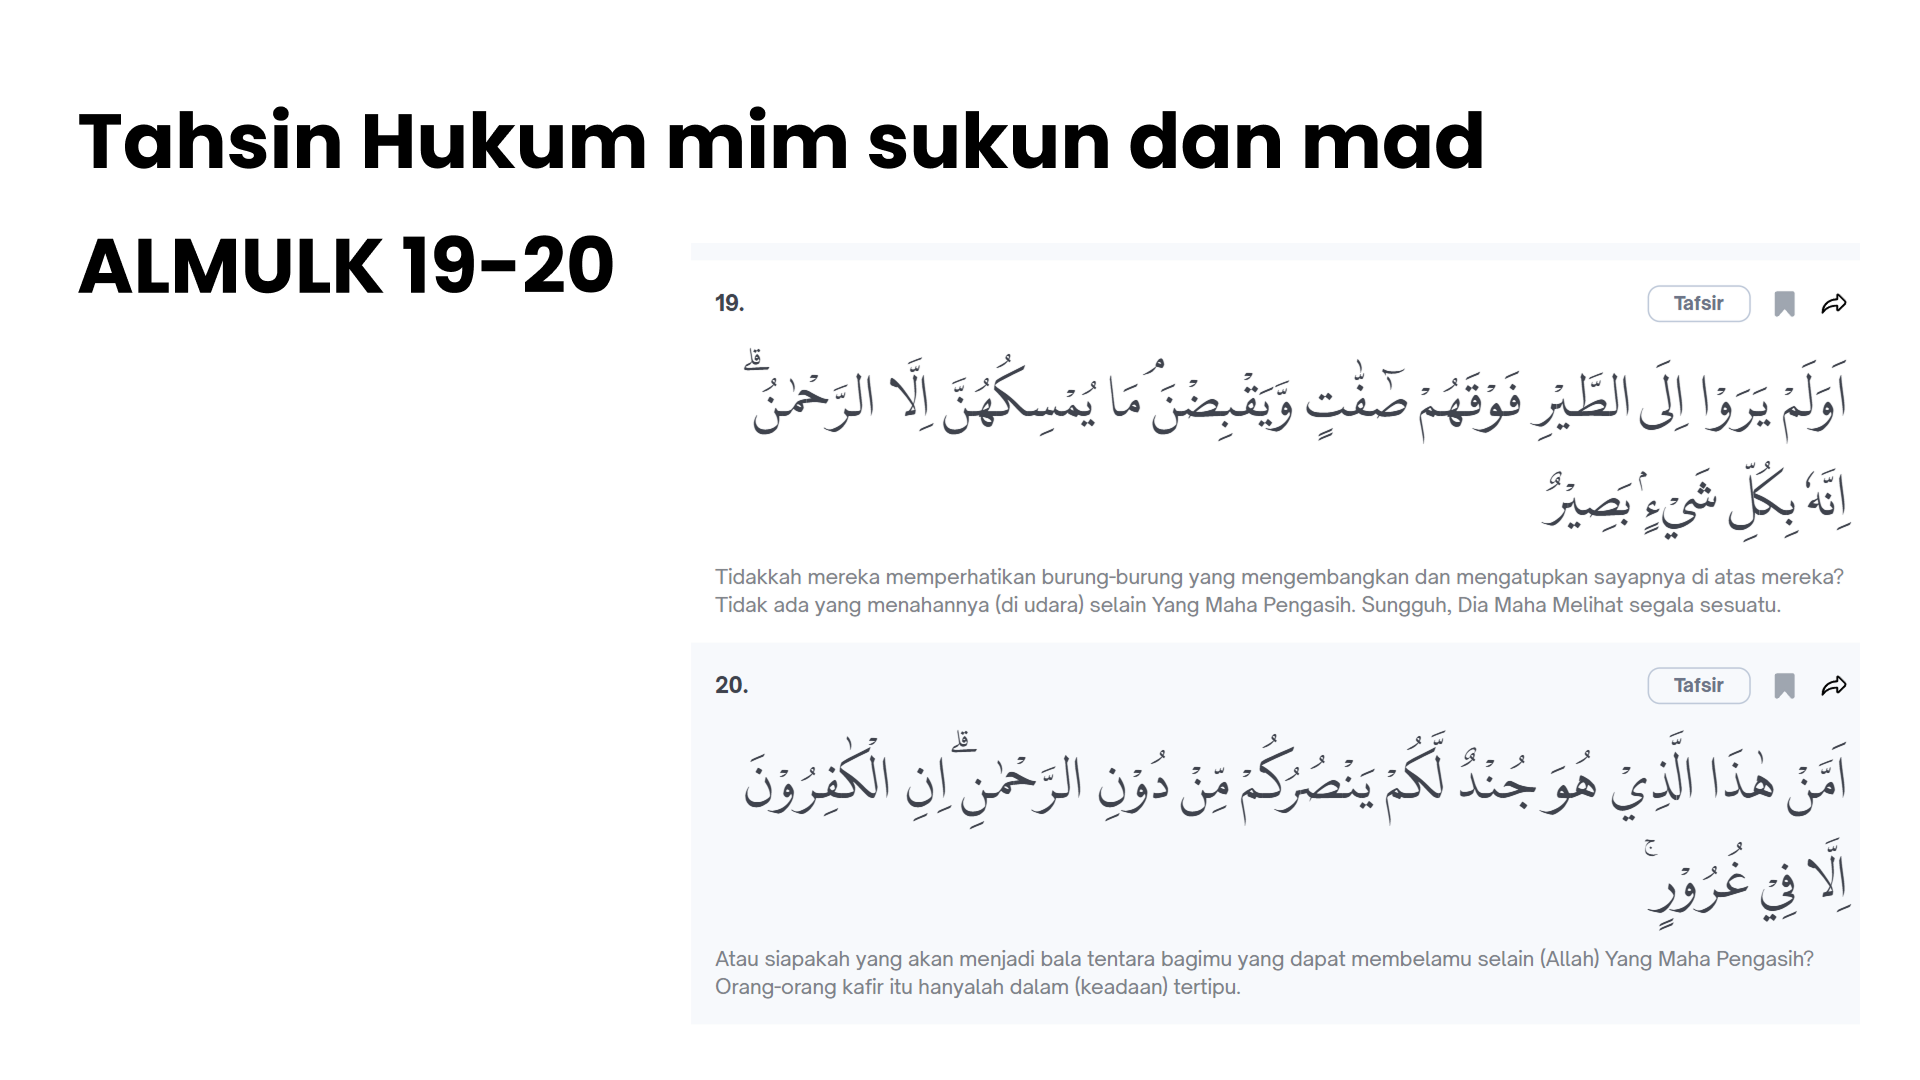 Tahsin Hukum mim sukun dan mad
ALMULK 19-20
19.
Tafsir
اَوَلَمْ يَرَوْا اِلَى الطَّيْرِ فَوْقَهُمْ صٰۤفّٰتٍ وَّيَقْبِضْنَۘ مَا يُمْسِكُهُنَّ اِلَّا الرَّحْمٰنُۗ
اِنَّهٗ بِكُلِّ شَيْءٍۢ بَصِيْرٌ
Tidakkah mereka memperhatikan burung-burung yang mengembangkan dan mengatupkan sayapnya di atas mereka?
Tidak ada yang menahannya (di udara) selain Yang Maha Pengasih. Sungguh, Dia Maha Melihat segala sesuatu.
20.
Tafsir
اَمَّنْ هٰذَا الَّذِيْ هُوَ جُنْدٌ لَّكُمْ يَنْصُرُكُمْ مِّنْ دُوْنِ الرَّحْمٰنِۗ اِنِ الْكٰفِرُوْنَ
اِلَّا فِيْ غُرُوْرٍۚ
Atau siapakah yang akan menjadi bala tentara bagimu yang dapat membelamu selain (Allah) Yang Maha Pengasih?
Orang-orang kafir itu hanyalah dalam (keadaan) tertipu.